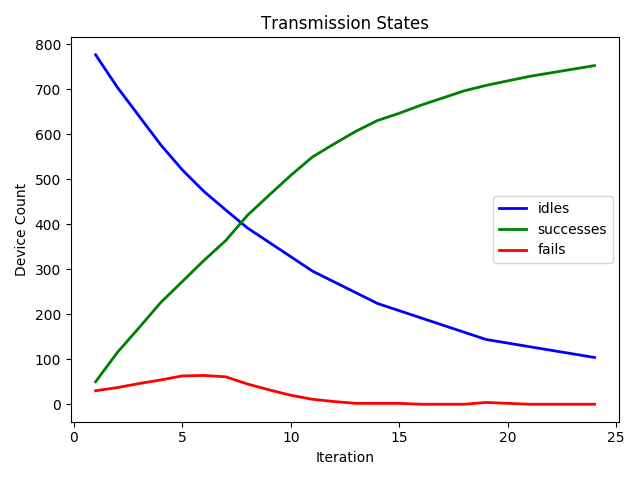 Transmission States
800
700
600
500
400
300
200
100
0
Device Count
idles
successes
fails
0 5 10 15 20 25
Iteration